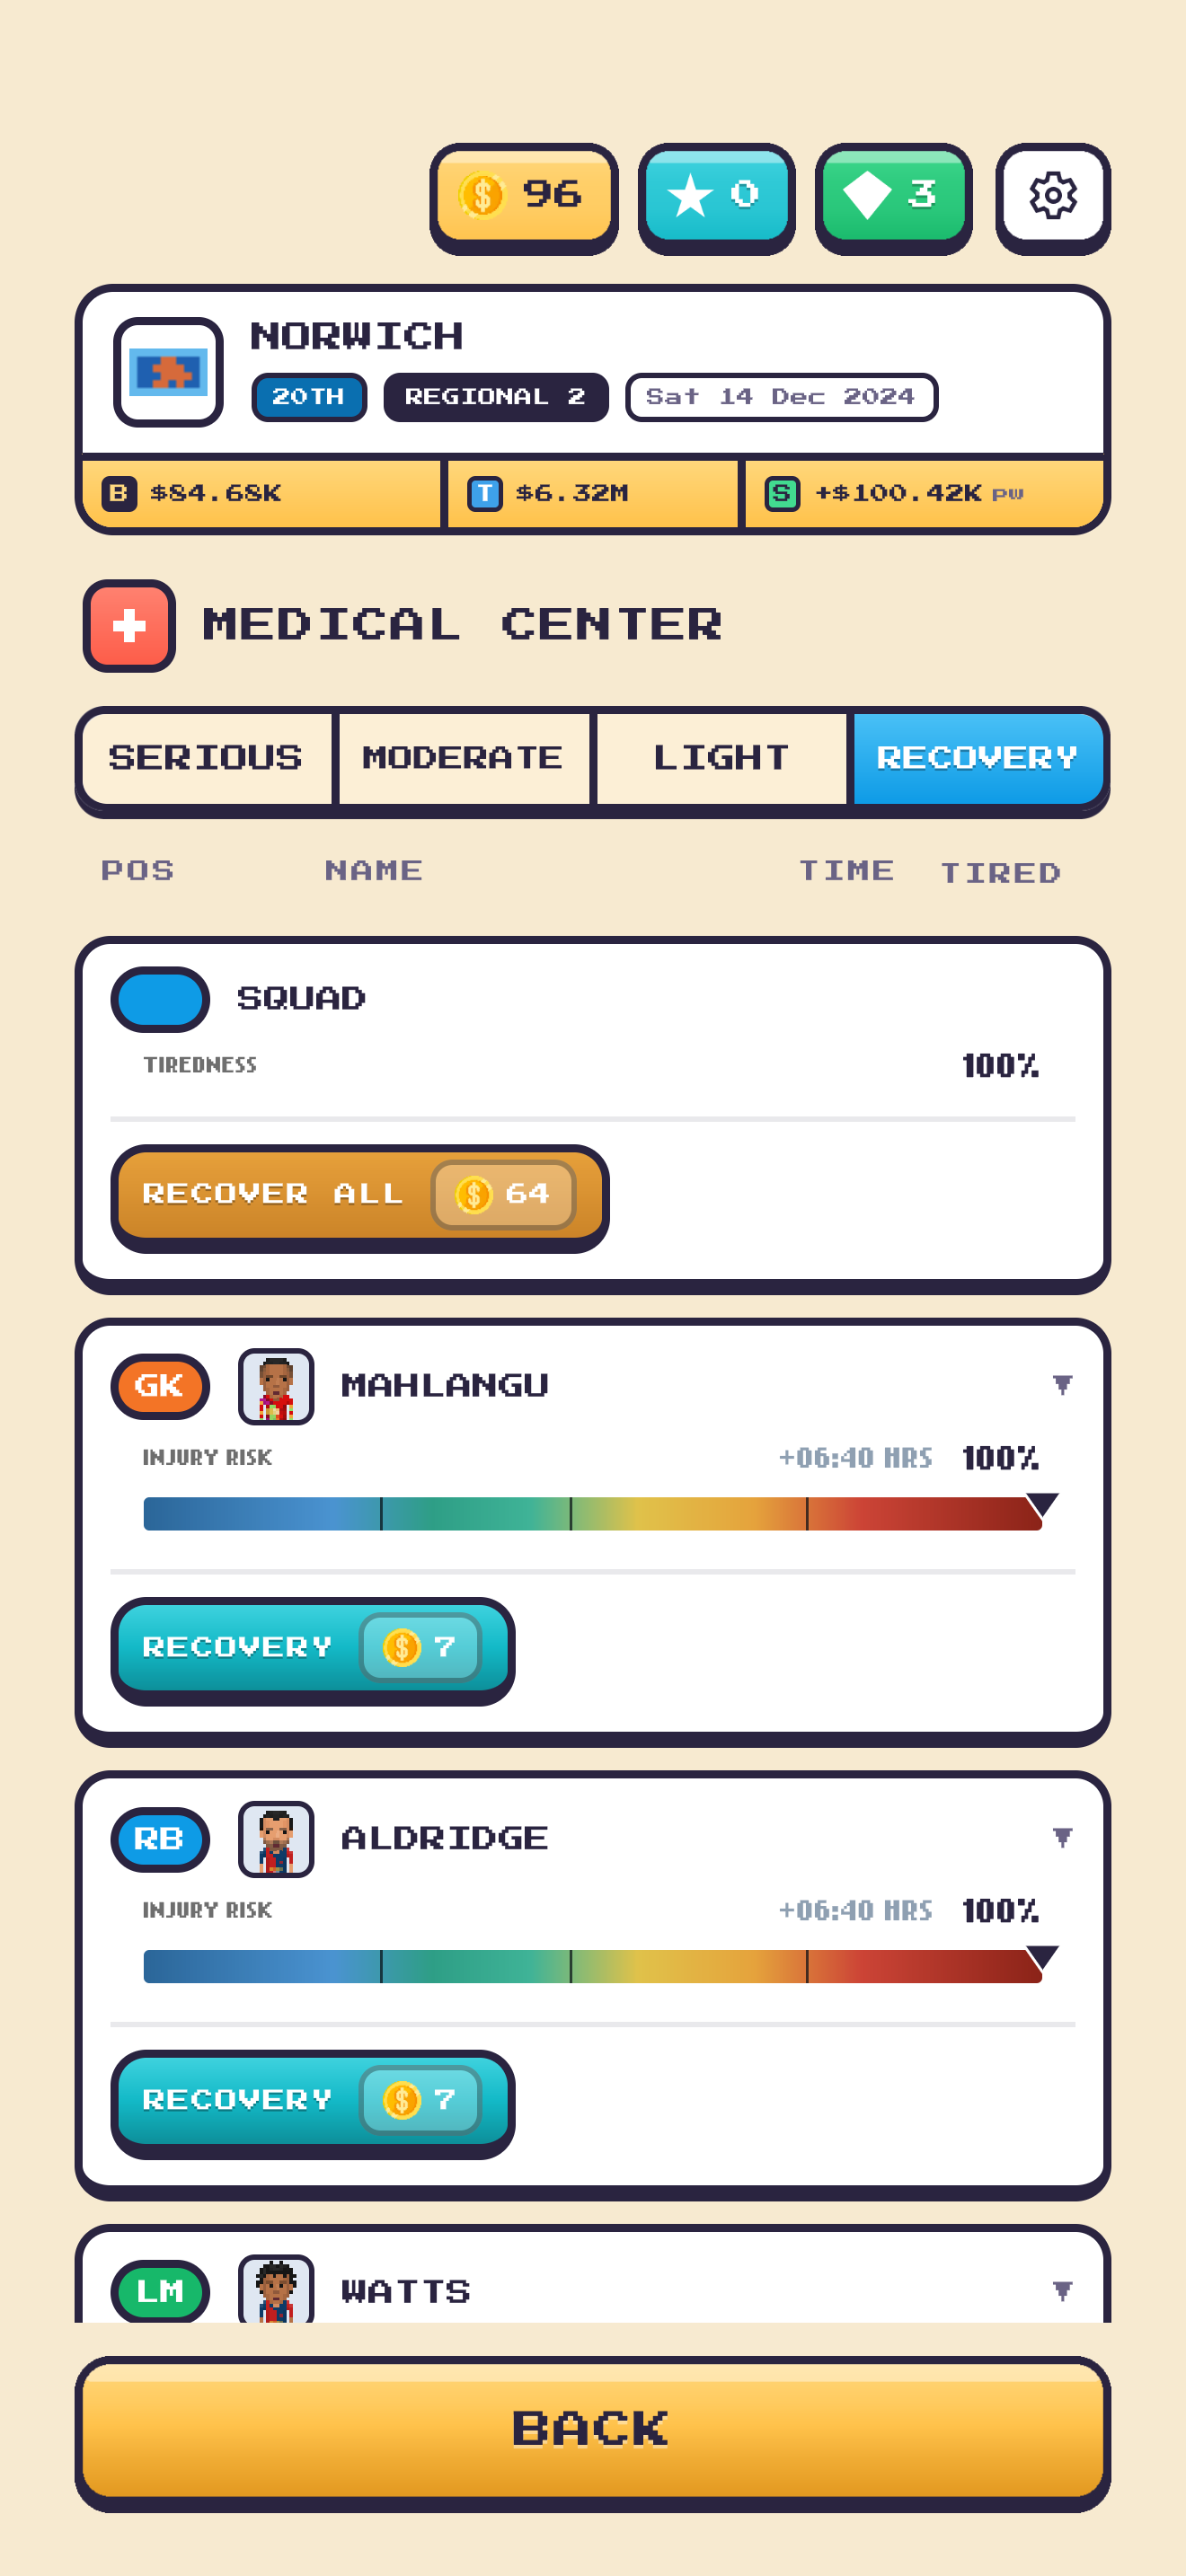 96 0 3
NORWICH
20TH REGIONAL 2 Sat 14 Dec 2024
B $84.68K T $6.32M S +$100.42K PW
MEDICAL CENTER
SERIOUS MODERATE LIGHT RECOVERY
POS NAME TIME TIRED
SQUAD
TIREDNESS 100%
RECOVER ALL $ 64
GK MAHLANGU
INJURY RISK +06:40 HRS 100%
RECOVERY $ 7
RB ALDRIDGE
INJURY RISK +06:40 HRS 100%
RECOVERY $ 7
LM WATTS
BACK